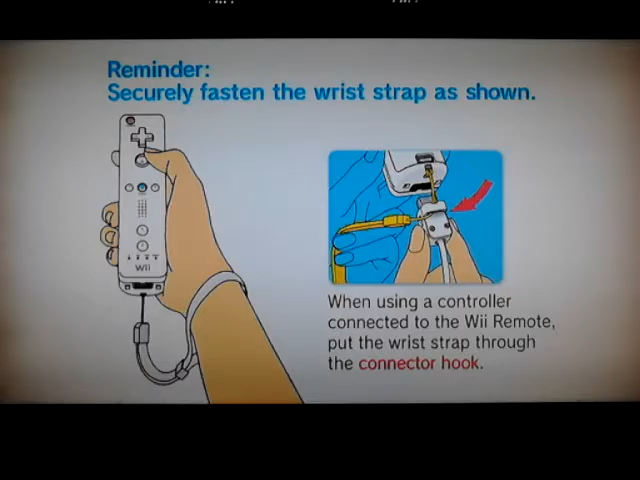 Reminder:
Securely fasten the wrist strap as shown.
Wii
When using a controller
connected to the Wii Remote,
put the wrist strap through
the connector hook.